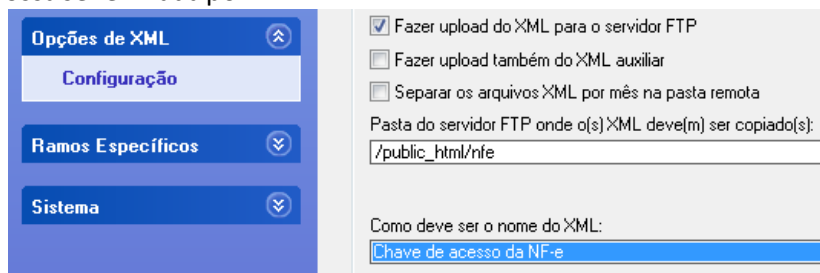 Opções de XML
Configuração
Ramos Específicos
Sistema
Fazer upload do XML para o servidor FTP
Fazer upload também do XML auxiliar
Separar os arquivos XML por mês na pasta remota
Pasta do servidor FTP onde o(s) XML deve(m) ser copiado(s):
/public_html/nfe
Como deve ser o nome do XML:
Chave de acesso da NF-e